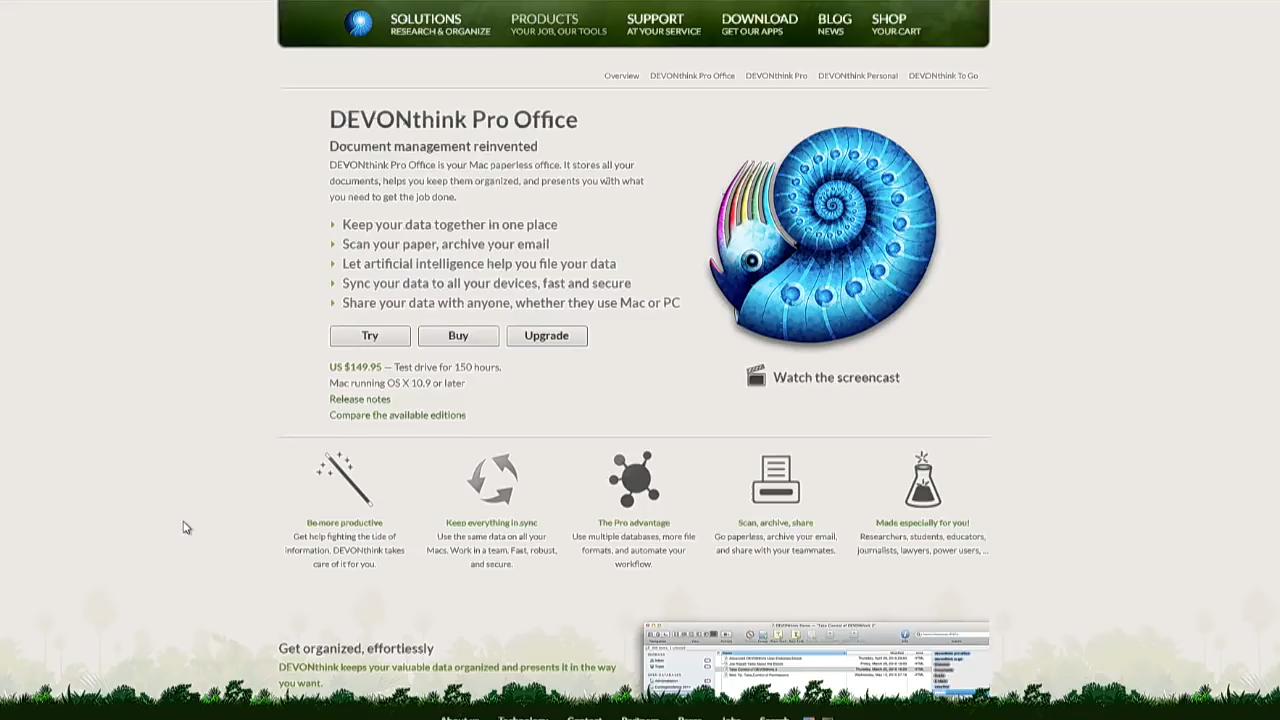 SOLUTIONS
RESEARCH & ORGANIZE
PRODUCTS
YOUR JOB, OUR TOOLS
SUPPORT
AT YOUR SERVICE
DOWNLOAD
GET OUR APPS
BLOG
NEWS
SHOP
YOUR CART
Overview DEVONthink Pro Office DEVONthink Pro DEVONthink Personal DEVONthink To Go
DEVONthink Pro Office
Document management reinvented
DEVONthink Pro Office is your Mac paperless office. It stores all your
documents, helps you keep them organized, and presents you with what
you need to get the job done.
Keep your data together in one place
Scan your paper, archive your email
Let artificial intelligence help you file your data
Sync your data to all your devices, fast and secure
Share your data with anyone, whether they use Mac or PC
Try Buy Upgrade
US $149.95 — Test drive for 150 hours.
Mac running OS X 10.9 or later
Release notes
Compare the available editions
Watch the screencast
Be more productive
Get help fighting the tide of
information. DEVONthink takes
care of it for you.
Keep everything in sync
Use the same data on all your
Macs. Work in a team. Fast, robust,
and secure.
The Pro advantage
Use multiple databases, more file
formats, and automate your
workflow.
Scan, archive, share
Go paperless, archive your email,
and share with your teammates.
Made especially for you!
Researchers, students, educators,
journalists, lawyers, power users, ...
Get organized, effortlessly
DEVONthink keeps your valuable data organized and presents it in the way
you want.
About us Technology Contact Partners Press Jobs Search